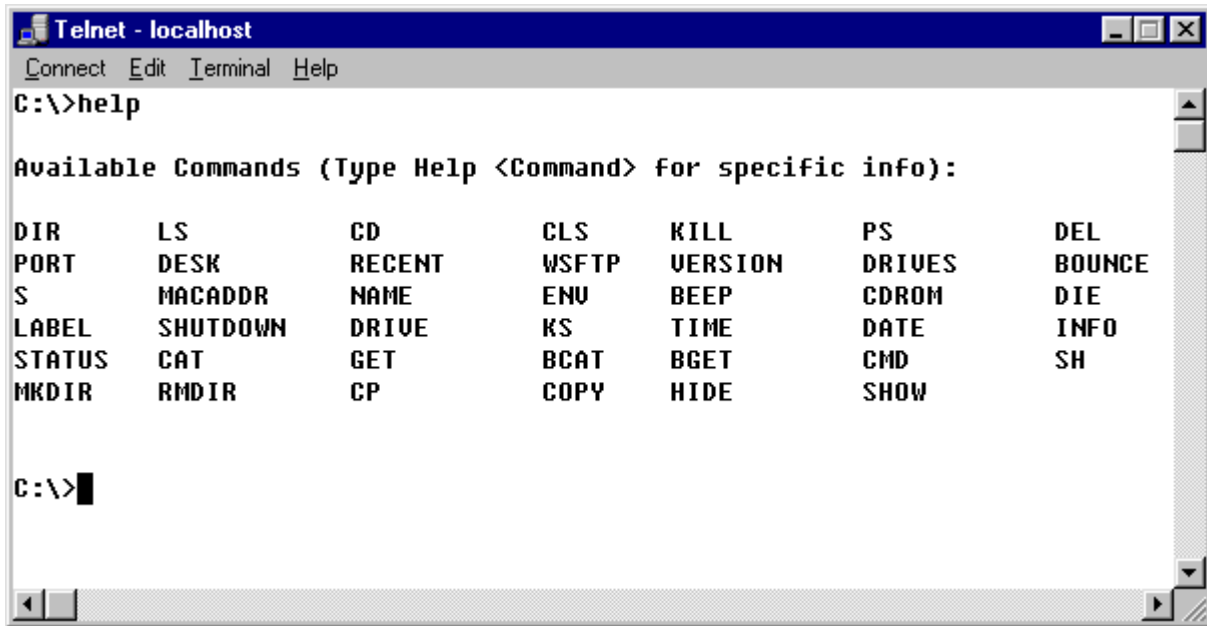 Telnet - localhost
Connect Edit Terminal Help
C:\>help
Available Commands (Type Help <Command> for specific info):
DIR LS CD CLS KILL PS DEL
PORT DESK RECENT WSFTP VERSION DRIVES BOUNCE
S MACADDR NAME ENV BEEP CDROM DIE
LABEL SHUTDOWN DRIVE KS TIME DATE INFO
STATUS CAT GET BCAT BGET CMD SH
MKDIR RMDIR CP COPY HIDE SHOW
C:\>